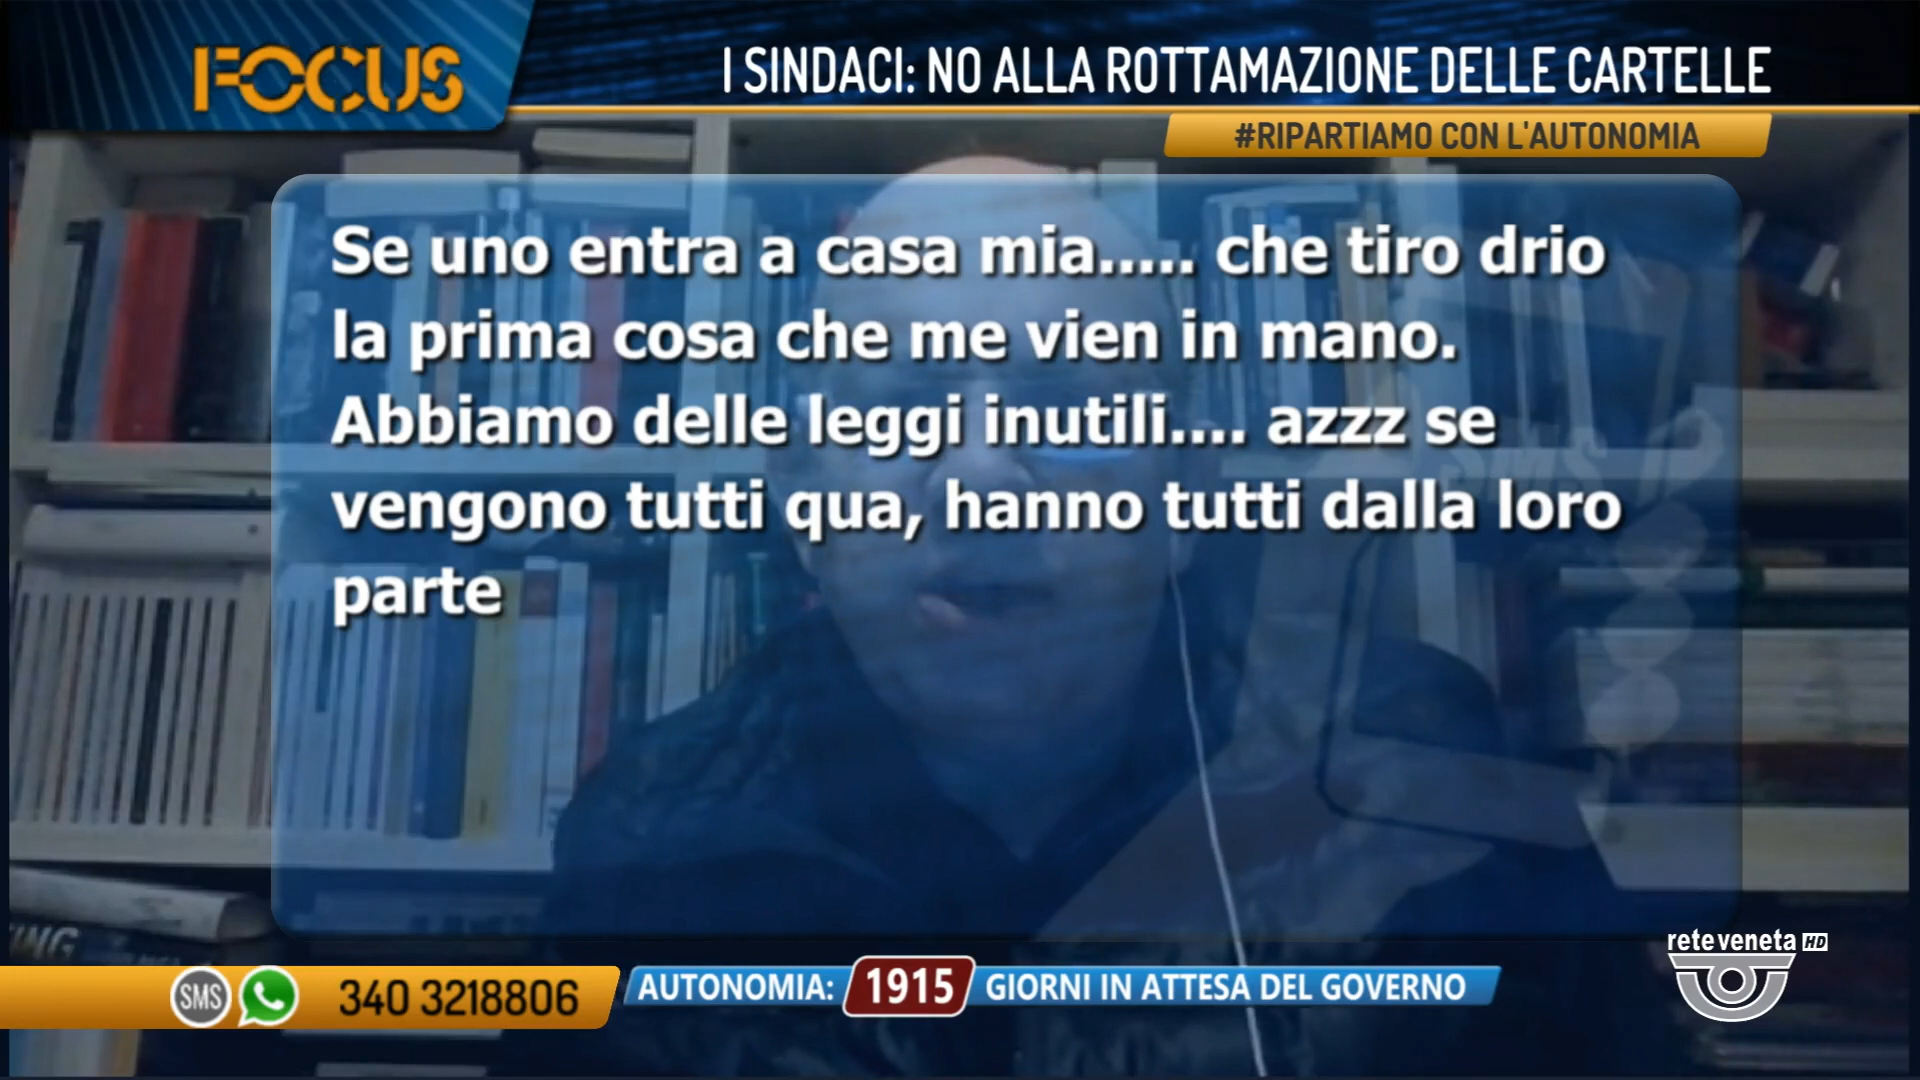 FOCUS
I SINDACI: NO ALLA ROTTAMAZIONE DELLE CARTELLE
#RIPARTIAMO CON L'AUTONOMIA
Se uno entra a casa mia..... che tiro drio
la prima cosa che me vien in mano.
Abbiamo delle leggi inutili.... azzz se
vengono tutti qua, hanno tutti dalla loro
parte
SMS
reteveneta HD
SMS 340 3218806
AUTONOMIA: 1915 GIORNI IN ATTESA DEL GOVERNO